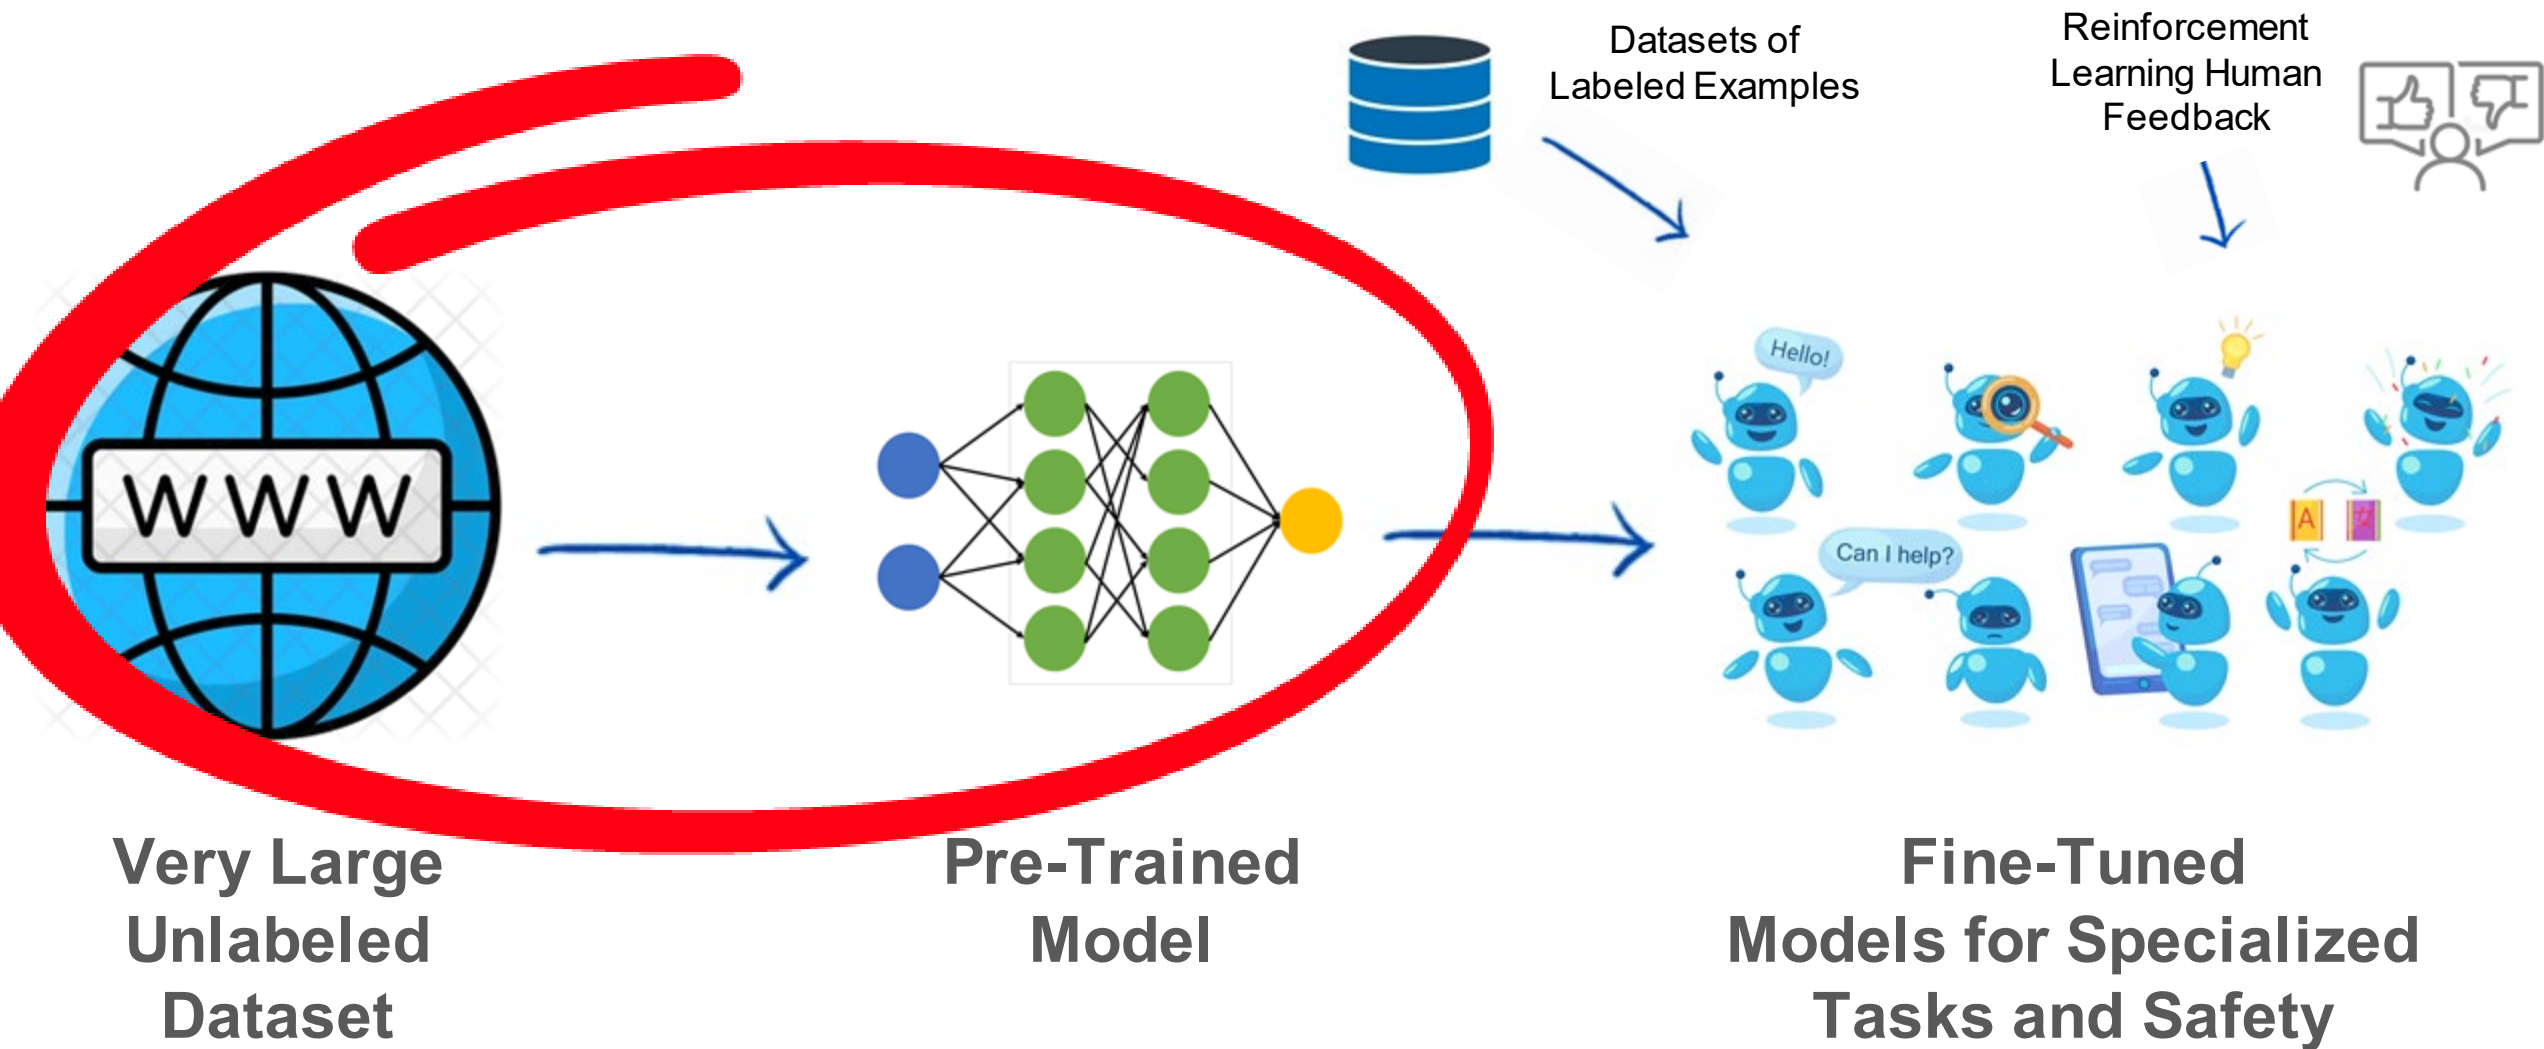 Datasets of
Labeled Examples
Reinforcement
Learning Human
Feedback
WWW
Hello!
Can I help?
A
女
Very Large
Unlabeled
Dataset
Pre-Trained
Model
Fine-Tuned
Models for Specialized
Tasks and Safety